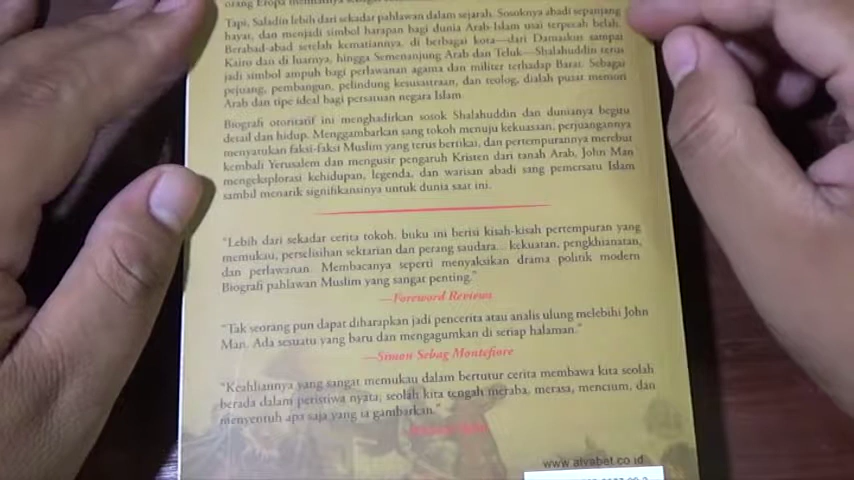 orang Eropa
Tapi, Saladin lebih dari sekadar pahlawan dalam sejarah. Sosoknya abadi sepanjang
hayat, dan menjadi simbol harapan bagi dunia Arab-Islam usai terpecah belah.
Berabad-abad setelah kematiannya, di berbagai kota—dari Damaskus sampai
Kairo dan di luarnya, hingga Semenanjung Arab dan Teluk—Shalahuddin terus
jadi simbol ampuh bagi perlawanan agama dan militer terhadap Barat. Sebagai
pejuang, pembangun, pelindung kesusastraan, dan teolog, dialah pusat memori
Arab dan tipe ideal bagi persatuan negara Islam.
Biografi otoritatif ini menghadirkan sosok Shalahuddin dan dunianya begitu
detail dan hidup. Menggambarkan sang tokoh menuju kekuasaan, perjuangannya
menyatukan faksi-faksi Muslim yang terus bertikai, dan pertempurannya merebut
kembali Yerusalem dan mengusir pengaruh Kristen dari tanah Arab, John Man
mengeksplorasi kehidupan, legenda, dan warisan abadi sang pemersatu Islam
sambil menarik signifikansinya untuk dunia saat ini.
"Lebih dari sekadar cerita tokoh, buku ini berisi kisah-kisah pertempuran yang
memukau, perselisihan sektarian dan perang saudara... kekuatan, pengkhianatan,
dan perlawanan. Membacanya seperti menyaksikan drama politik modern
Biografi pahlawan Muslim yang sangat penting."
—Foreword Reviews
"Tak seorang pun dapat diharapkan jadi pencerita atau analis ulung melebihi John
Man. Ada sesuatu yang baru dan mengagumkan di setiap halaman."
—Simon Sebag Montefiore
"Keahliannya yang sangat memukau dalam bertutur cerita membawa kita seolah
berada dalam peristiwa nyata; seolah kita tengah meraba, merasa, mencium, dan
menyentuh apa saja yang ia gambarkan."
www.alvabet.co.id